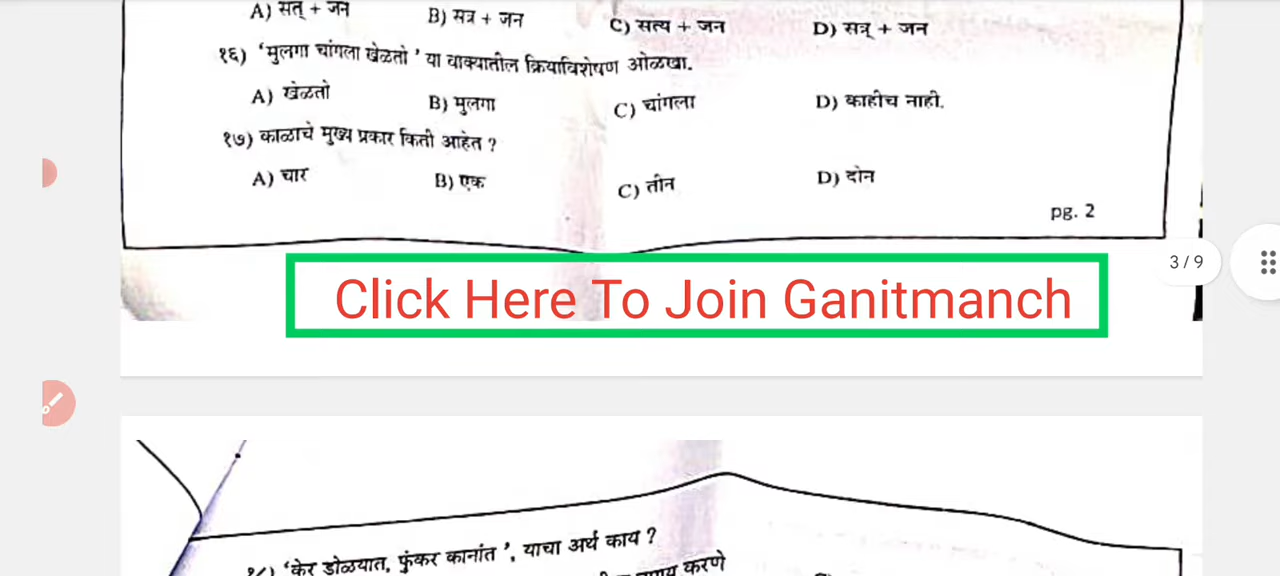 A) सत् + जन B) सत्र + जन C) सत्य + जन D) सत्र् + जन
१६) ‘मुलगा चांगला खेळतो ’ या वाक्यातील क्रियाविशेषण ओळखा.
A) खेळतो B) मुलगा C) चांगला D) काहीच नाही.
१७) काळाचे मुख्य प्रकार किती आहेत ?
A) चार B) एक C) तीन D) दोन
pg. 2
3 / 9
Click Here To Join Ganitmanch
‘केर डोळयात, फुंकर कानांत ’, याचा अर्थ काय ?
करणे